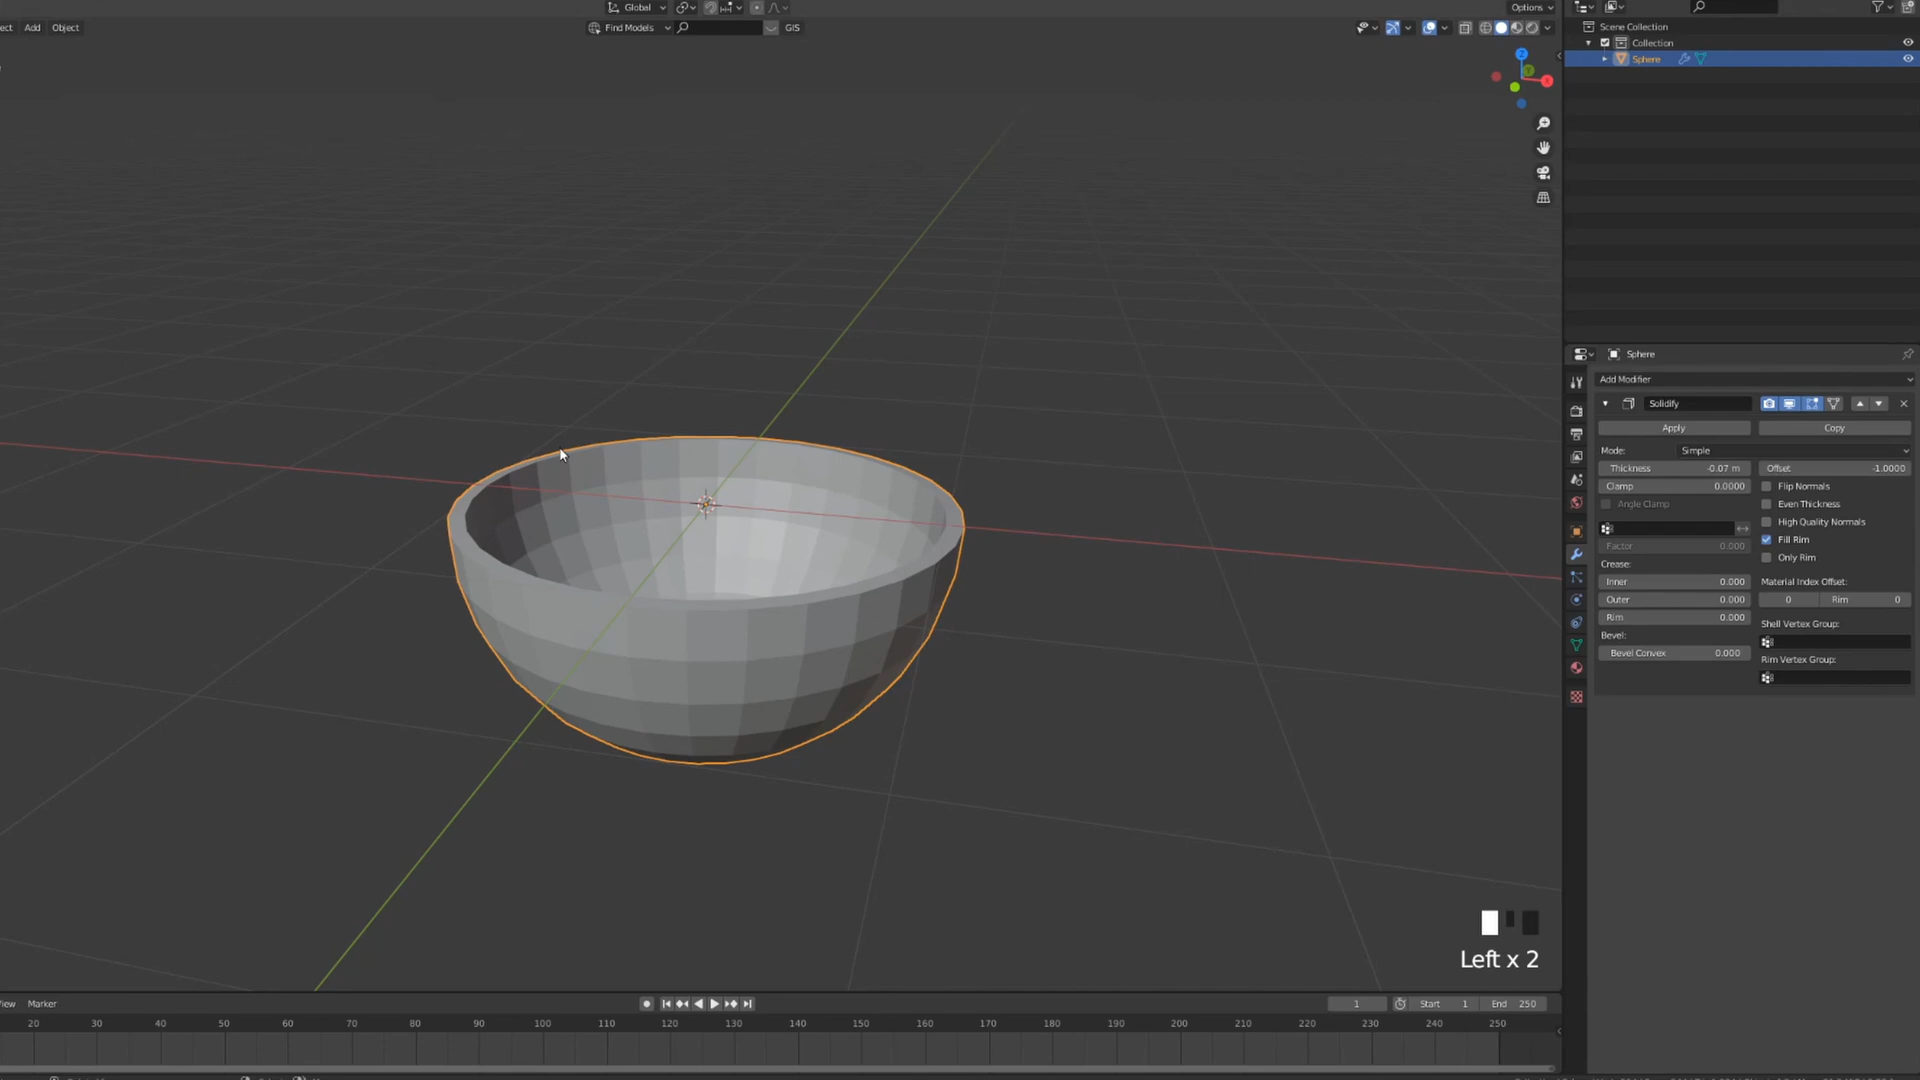 Global
Options
ect Add Object
Find Models
GIS
Scene Collection
Collection
Sphere
Z
Y
X
Sphere
Add Modifier
Solidify
Apply
Copy
Mode: Simple
Thickness -0.07 m
Offset -1.0000
Clamp 0.0000
Flip Normals
Angle Clamp
Even Thickness
High Quality Normals
Fill Rim
Factor 0.000
Only Rim
Crease:
Inner 0.000
Material Index Offset:
Outer 0.000
0 Rim 0
Rim 0.000
Shell Vertex Group:
Bevel:
Bevel Convex 0.000
Rim Vertex Group:
Left x 2
iew Marker
1
Start 1
End 250
20 30 40 50 60 70 80 90 100 110 120 130 140 150 160 170 180 190 200 210 220 230 240 250